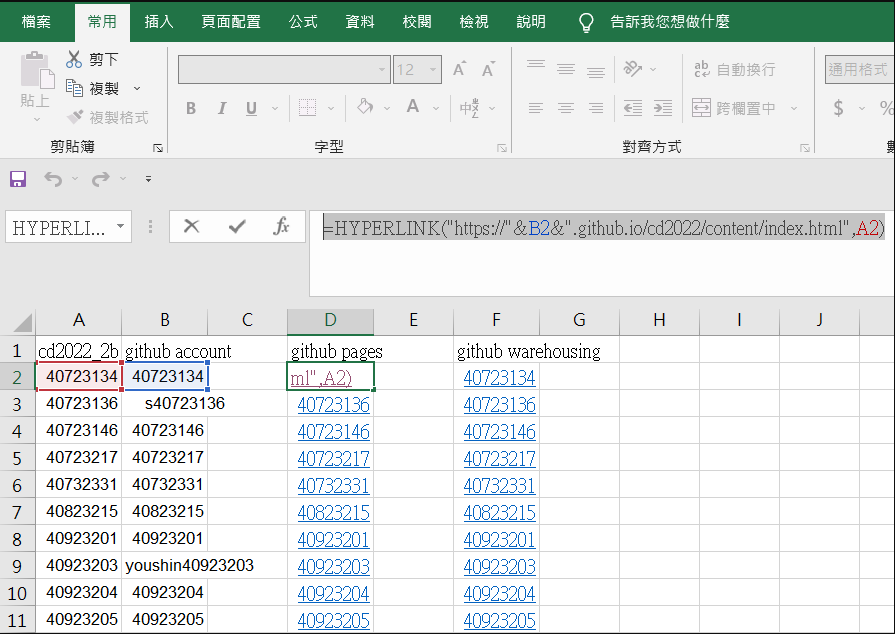 檔案 常用 插入 頁面配置 公式 資料 校閱 檢視 說明 告訴我您想做什麼
剪下
複製
貼上
複製格式
12
B I U A 中
ab
自動換行
跨欄置中
通用格式
$ %
剪貼簿 字型 對齊方式
HYPERLI... fx =HYPERLINK("https://"&B2&".github.io/cd2022/content/index.html",A2)
A B C D E F G H I J
1 cd2022_2b github account github pages github warehousing
2 40723134 40723134 ml",A2) 40723134
3 40723136 s40723136 40723136 40723136
4 40723146 40723146 40723146 40723146
5 40723217 40723217 40723217 40723217
6 40732331 40732331 40732331 40732331
7 40823215 40823215 40823215 40823215
8 40923201 40923201 40923201 40923201
9 40923203 youshin40923203 40923203 40923203
10 40923204 40923204 40923204 40923204
11 40923205 40923205 40923205 40923205